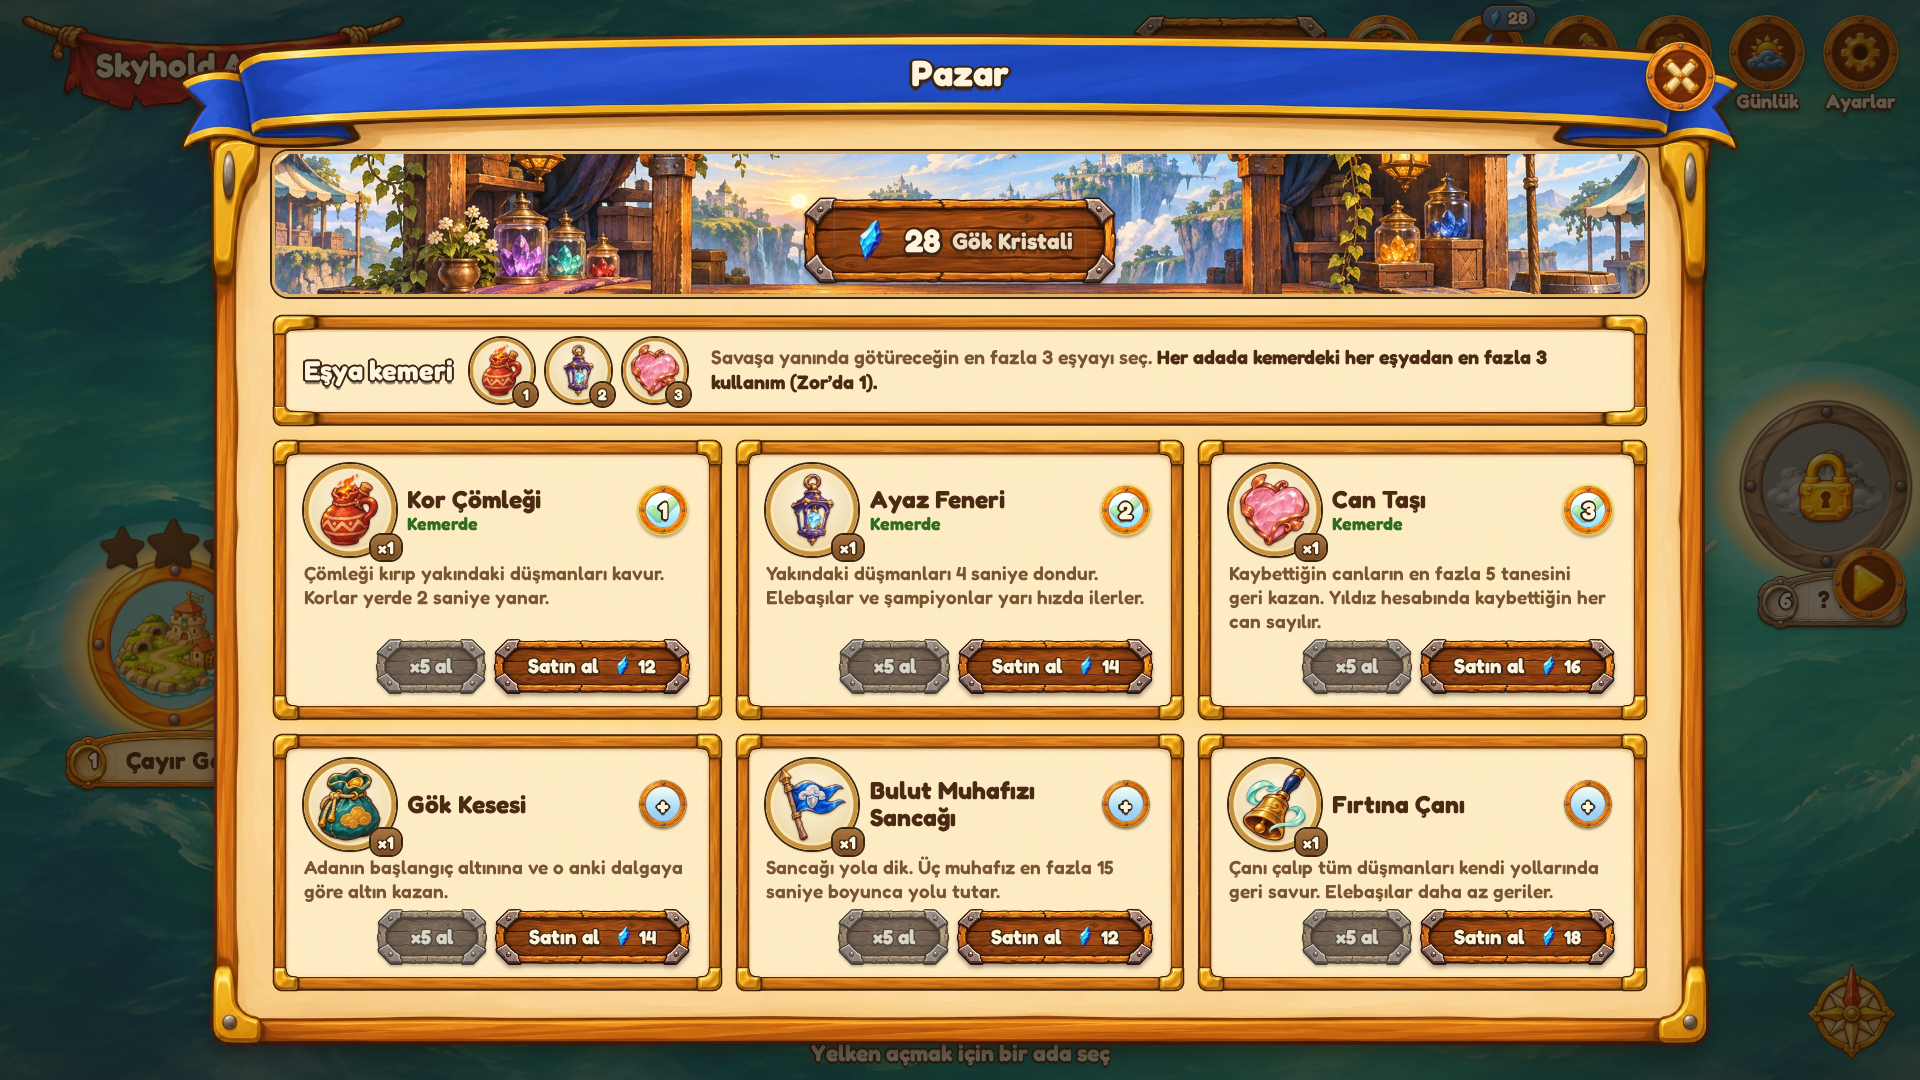 Skyhold
28
Pazar
Günlük
Ayarlar
28 Gök Kristali
Eşya kemeri
1
2
3
Savaşa yanında götüreceğin en fazla 3 eşyayı seç. Her adada kemerdeki her eşyadan en fazla 3
kullanım (Zor'da 1).
Kor Çömleği
Kemerde
1
x1
Çömleği kırıp yakındaki düşmanları kavur.
Korlar yerde 2 saniye yanar.
x5 al
Satın al 12
Ayaz Feneri
Kemerde
2
x1
Yakındaki düşmanları 4 saniye dondur.
Elebaşılar ve şampiyonlar yarı hızda ilerler.
x5 al
Satın al 14
Can Taşı
Kemerde
3
x1
Kaybettiğin canların en fazla 5 tanesini
geri kazan. Yıldız hesabında kaybettiğin her
can sayılır.
x5 al
Satın al 16
Gök Kesesi
+
x1
Adanın başlangıç altınına ve o anki dalgaya
göre altın kazan.
x5 al
Satın al 14
Bulut Muhafızı
Sancağı
+
x1
Sancağı yola dik. Üç muhafız en fazla 15
saniye boyunca yolu tutar.
x5 al
Satın al 12
Fırtına Çanı
+
x1
Çanı çalıp tüm düşmanları kendi yollarında
geri savur. Elebaşılar daha az geriler.
x5 al
Satın al 18
1 Çayır
6 ?
Yelken açmak için bir ada seç